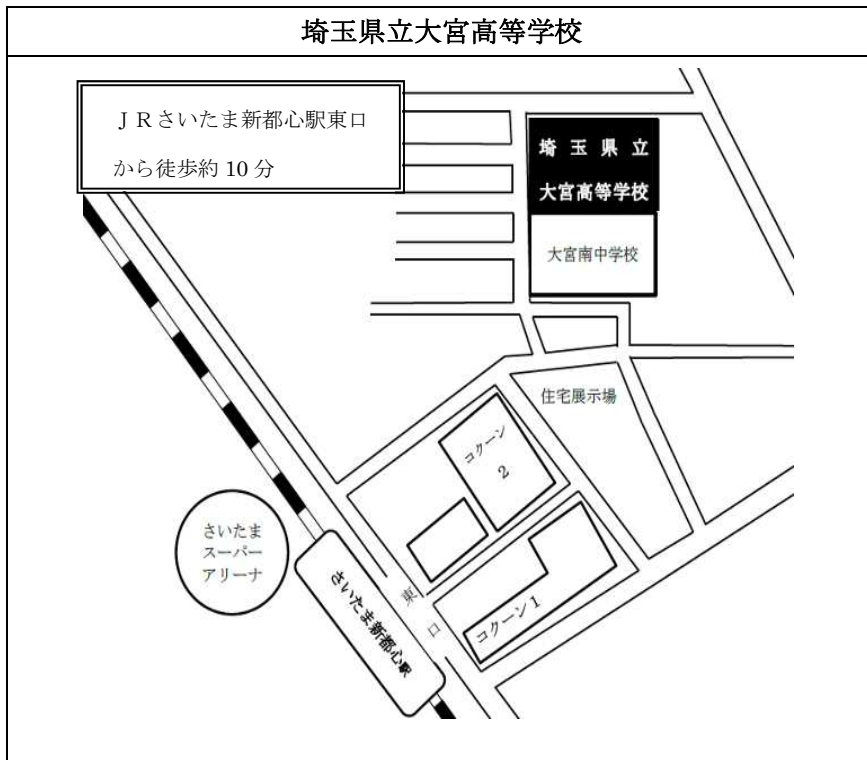 埼玉県立大宮高等学校
ＪＲさいたま新都心駅東口
から徒歩約 10 分
埼 玉 県 立
大宮高等学校
大宮南中学校
住宅展示場
コクーン
2
さいたま
スーパー
アリーナ
さいたま新都心駅
東
口
コクーン 1